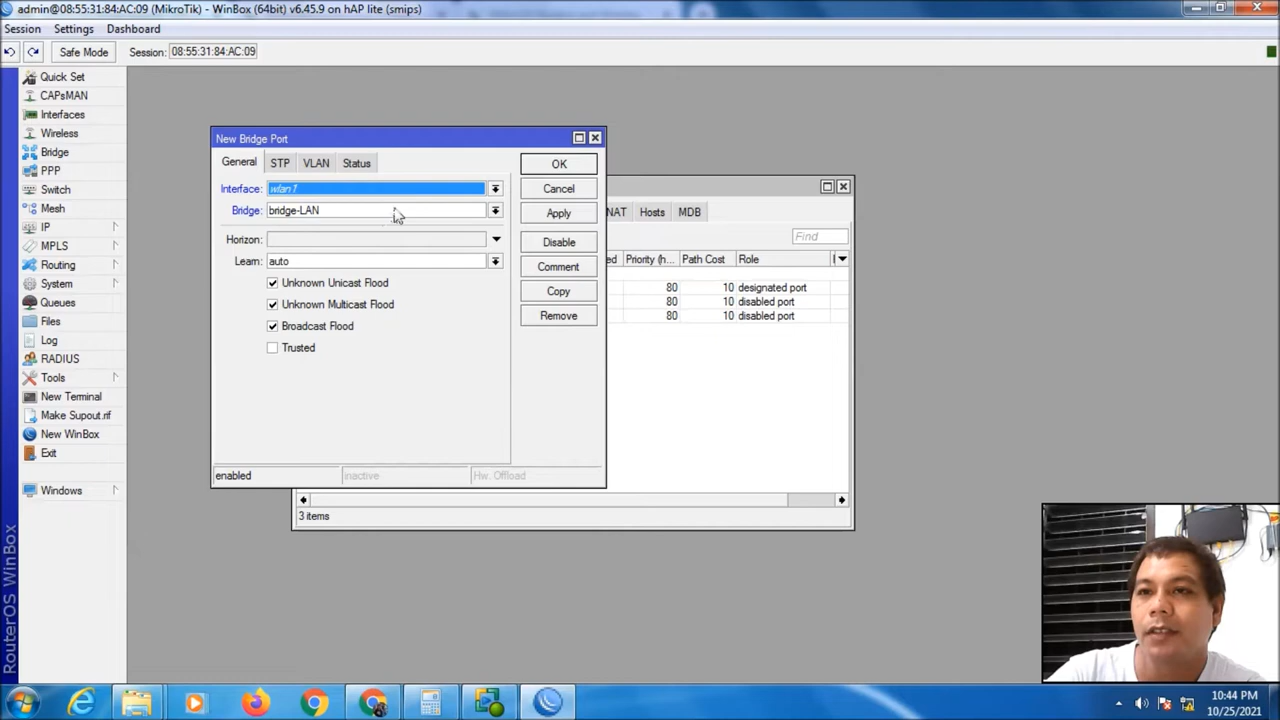 admin@08:55:31:84:AC:09 (MikroTik) - WinBox (64bit) v6.45.9 on hAP lite (smips)
Session Settings Dashboard
Safe Mode Session: 08:55:31:84:AC:09
Quick Set
CAPsMAN
Interfaces
Wireless
Bridge
PPP
Switch
Mesh
IP
MPLS
Routing
System
Queues
Files
Log
RADIUS
Tools
New Terminal
Make Supout.rif
New WinBox
Exit
Windows
RouterOS WinBox
New Bridge Port
General STP VLAN Status
Interface: wlan1
Bridge: bridge-LAN
Horizon:
Learn: auto
Unknown Unicast Flood
Unknown Multicast Flood
Broadcast Flood
Trusted
OK
Cancel
Apply
Disable
Comment
Copy
Remove
enabled inactive Hw. Offload
NAT Hosts MDB
Find
ed Priority (h... Path Cost Role
80 10 designated port
80 10 disabled port
80 10 disabled port
3 items
10:44 PM
10/25/2021